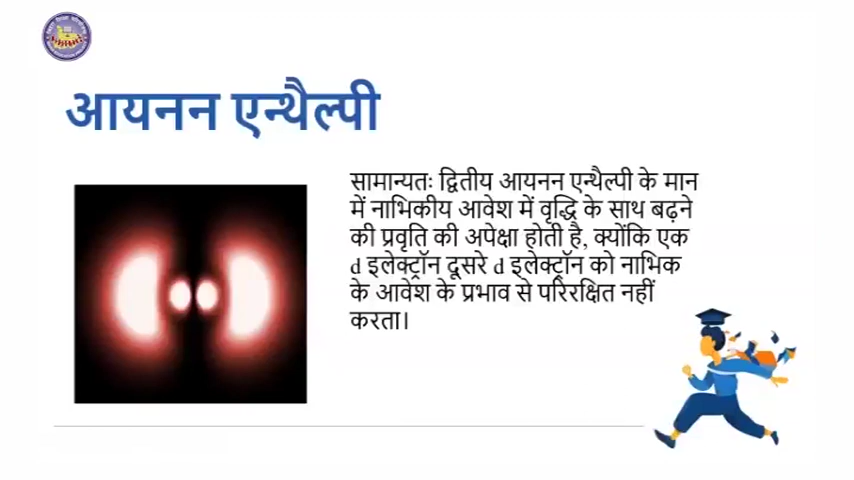 आयनन एन्थैल्पी
सामान्यतः द्वितीय आयनन एन्थैल्पी के मान
में नाभिकीय आवेश में वृद्धि के साथ बढ़ने
की प्रवृति की अपेक्षा होती है, क्योंकि एक
d इलेक्ट्रॉन दूसरे d इलेक्ट्रॉन को नाभिक
के आवेश के प्रभाव से परिरक्षित नहीं
करता।